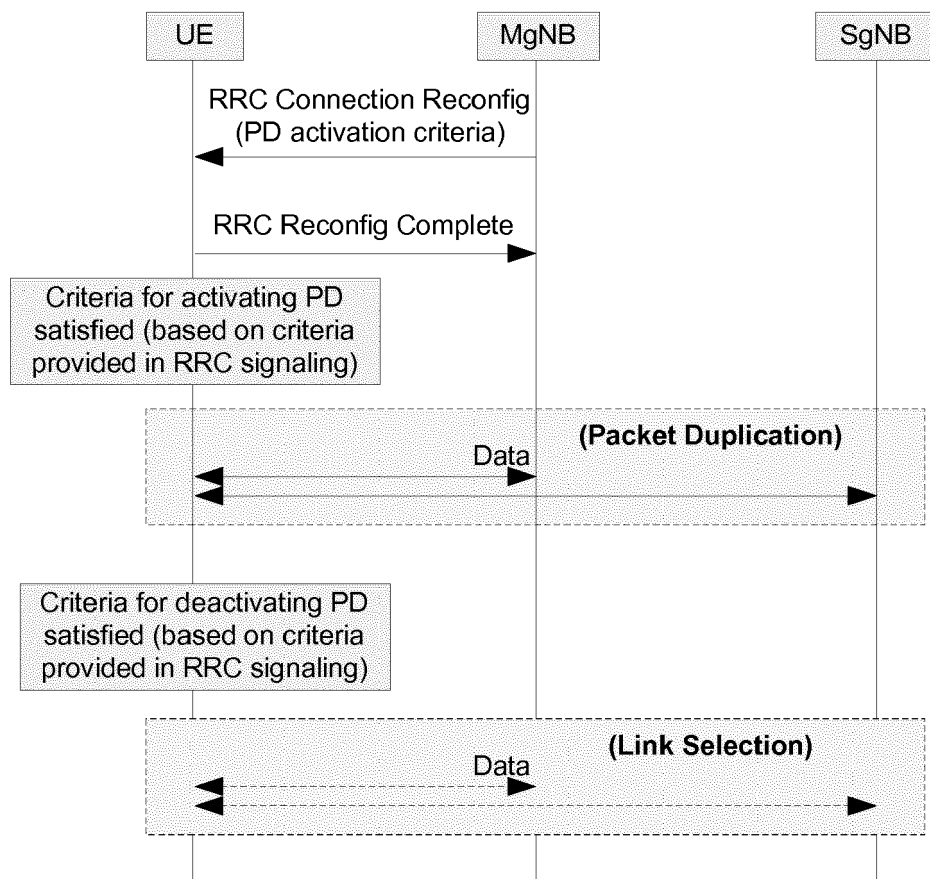 UE
MgNB
SgNB
RRC Connection Reconfig
(PD activation criteria)
RRC Reconfig Complete
Criteria for activating PD
satisfied (based on criteria
provided in RRC signaling)
(Packet Duplication)
Data
Criteria for deactivating PD
satisfied (based on criteria
provided in RRC signaling)
(Link Selection)
Data